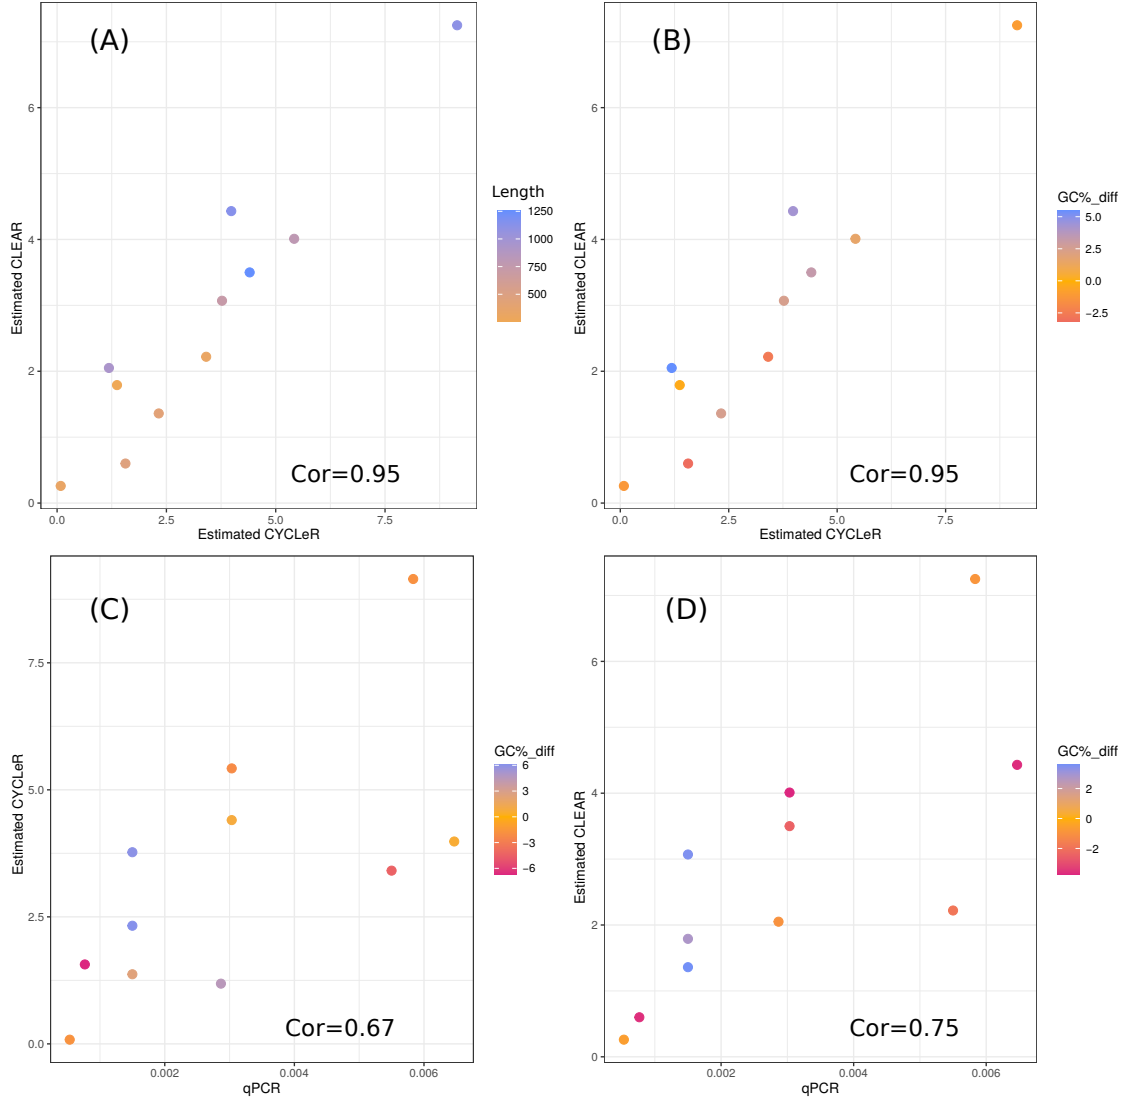 (A)
Estimated CLEAR
6
4
2
0
0.0 2.5 5.0 7.5
Estimated CYCLeR
Cor=0.95
Length
1250
1000
750
500
(B)
Estimated CLEAR
6
4
2
0
0.0 2.5 5.0 7.5
Estimated CYCLeR
Cor=0.95
GC%_diff
5.0
2.5
0.0
−2.5
(C)
Estimated CYCLeR
7.5
5.0
2.5
0.0
0.002 0.004 0.006
qPCR
Cor=0.67
GC%_diff
6
3
0
−3
−6
(D)
Estimated CLEAR
6
4
2
0
0.002 0.004 0.006
qPCR
Cor=0.75
GC%_diff
2
0
−2